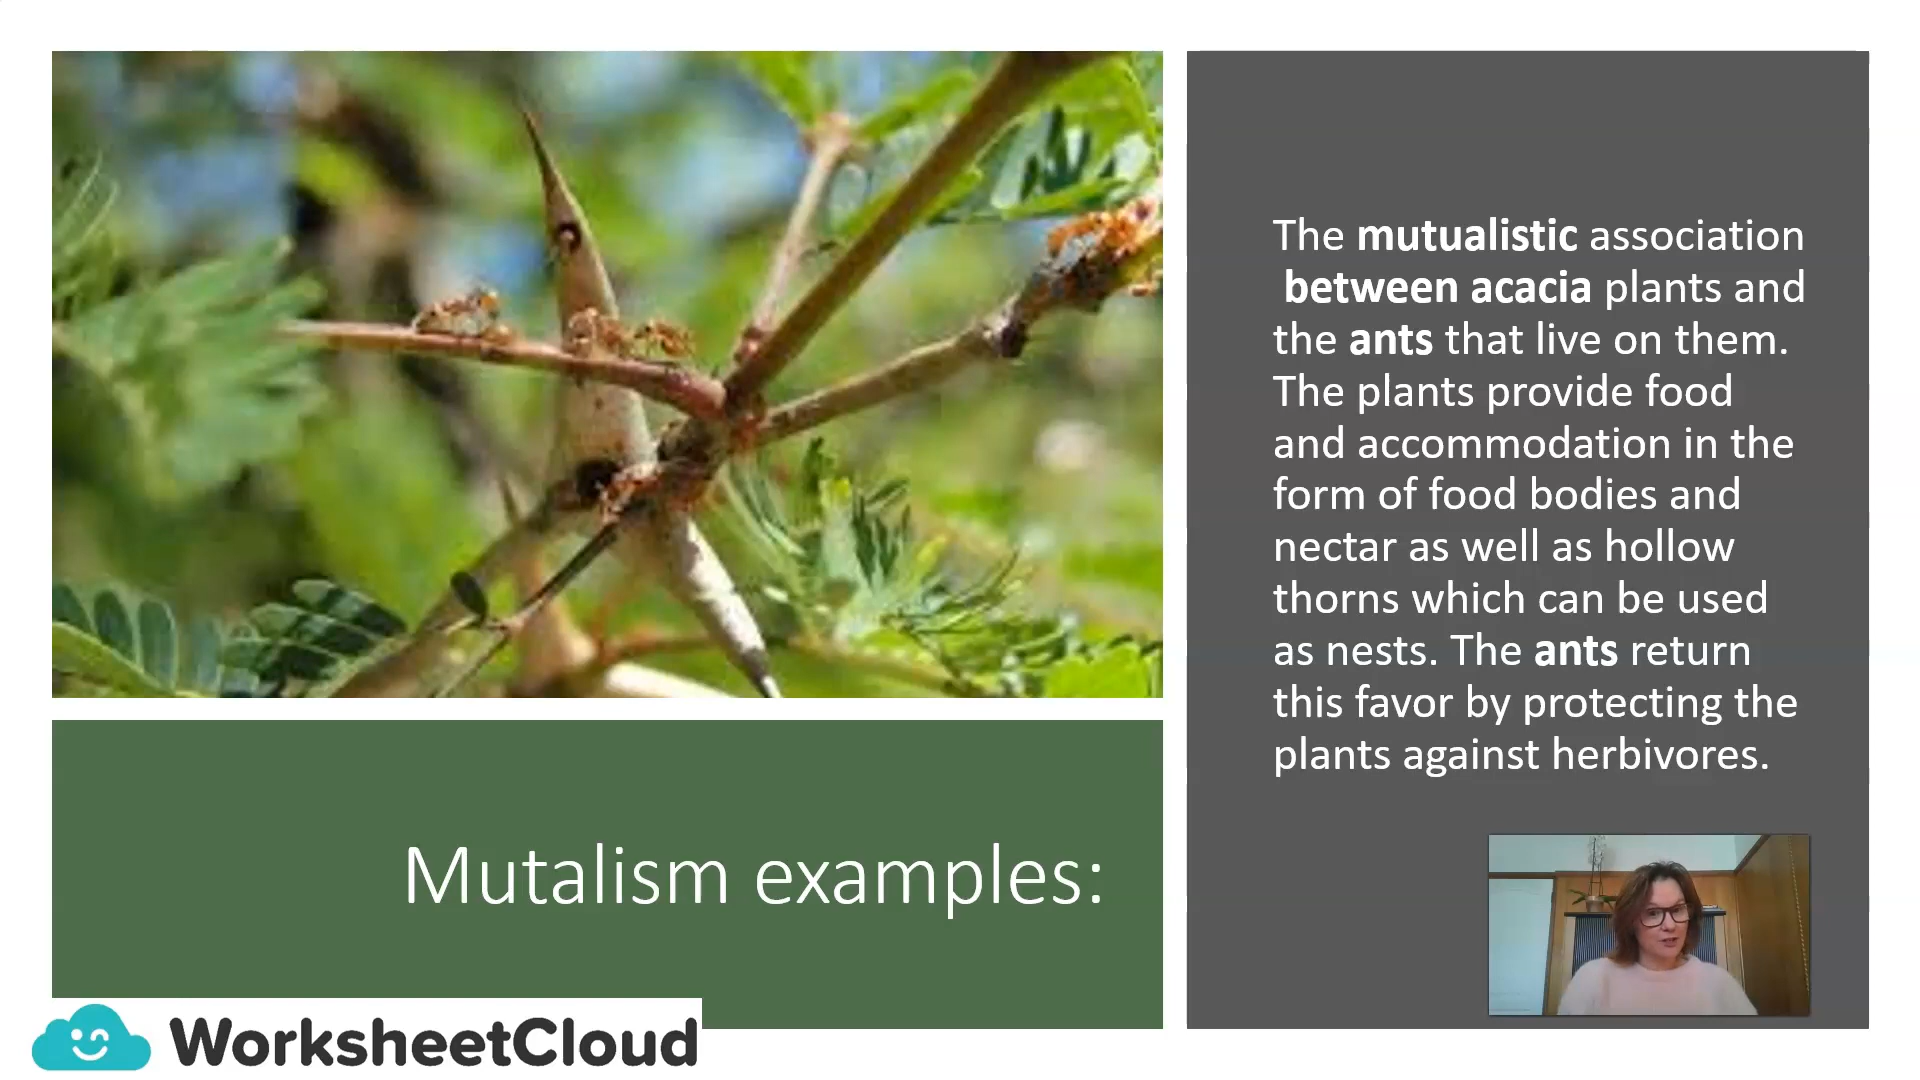 The mutualistic association
between acacia plants and
the ants that live on them.
The plants provide food
and accommodation in the
form of food bodies and
nectar as well as hollow
thorns which can be used
as nests. The ants return
this favor by protecting the
plants against herbivores.
Mutalism examples:
WorksheetCloud